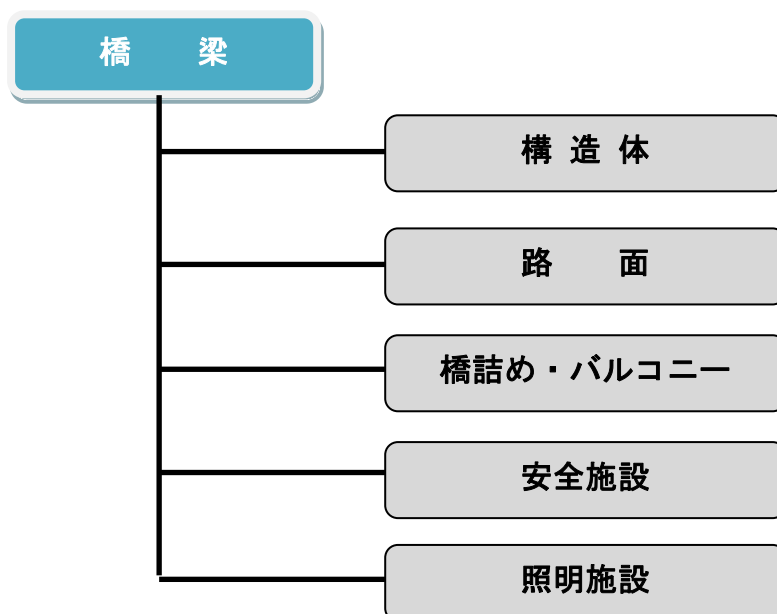 橋　梁
構 造 体
路　面
橋詰め・バルコニー
安全施設
照明施設